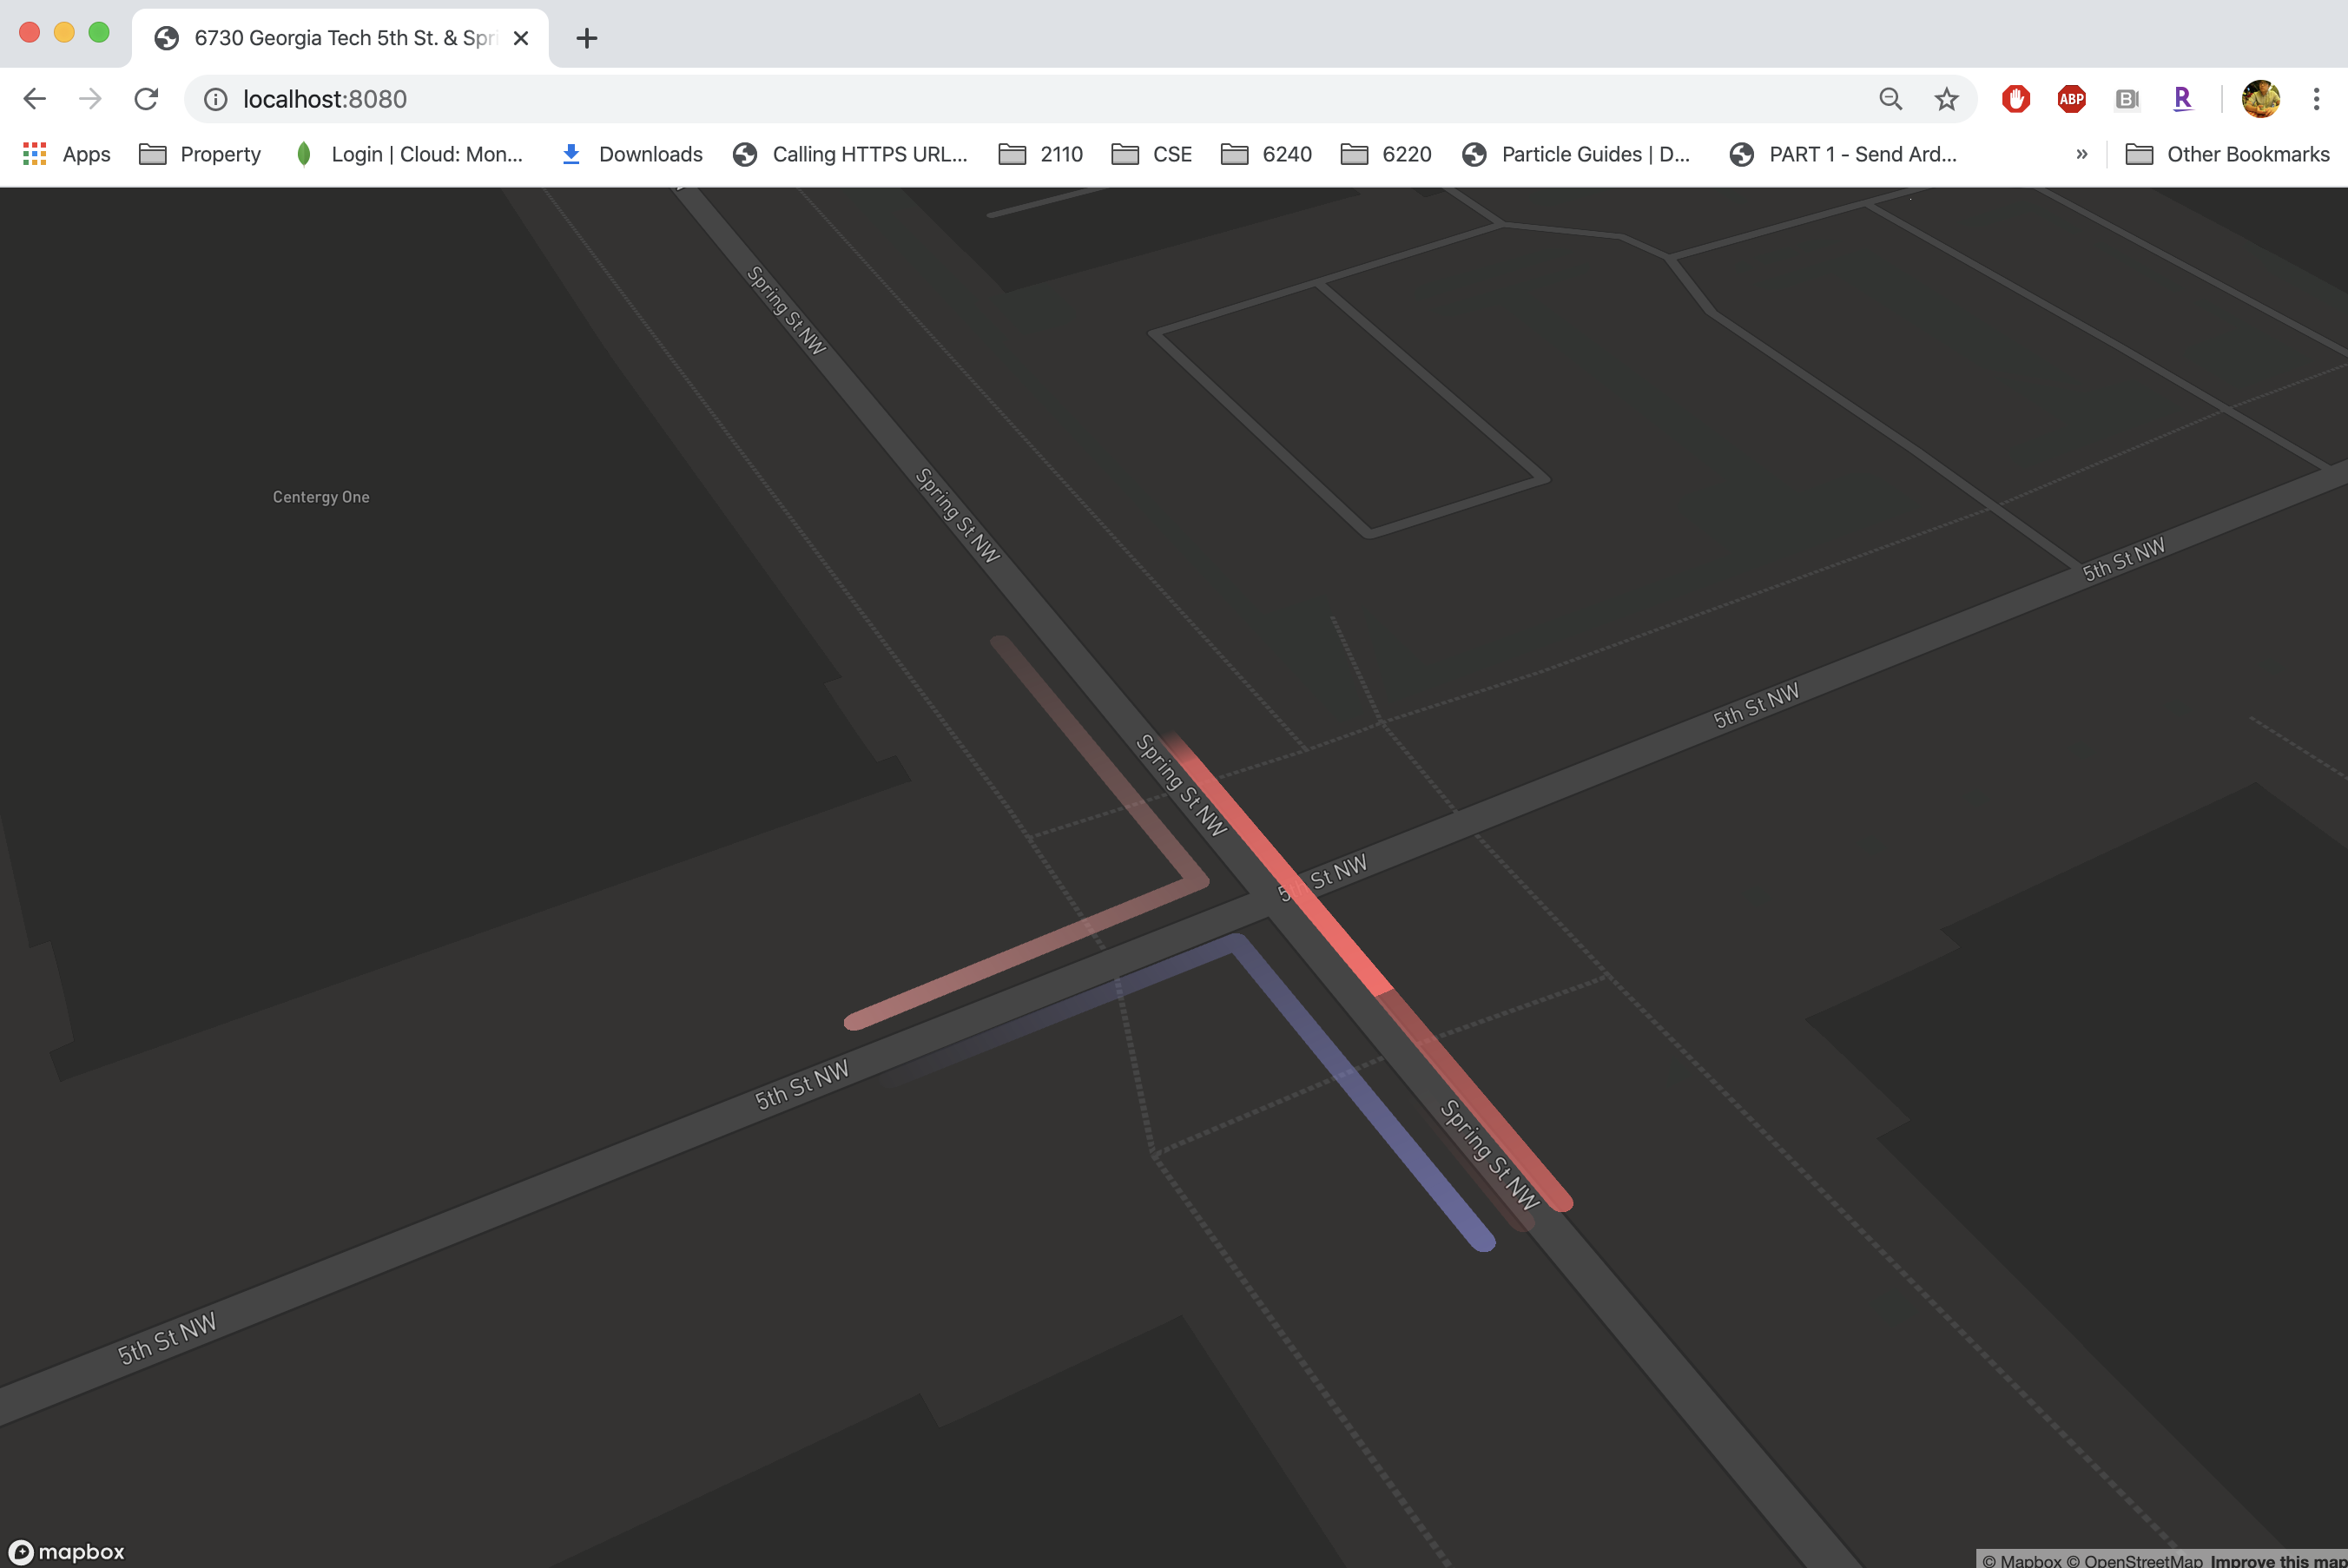 6730 Georgia Tech 5th St. & Spri
localhost:8080
ABP
B
R
Apps Property Login | Cloud: Mon... Downloads Calling HTTPS URL... 2110 CSE 6240 6220 Particle Guides | D... PART 1 - Send Ard... » Other Bookmarks
Spring St NW
Centergy One
Spring St NW
5th St NW
5th St NW
Spring St NW
5th St NW
5th St NW
Spring St NW
5th St NW
mapbox
© Mapbox © OpenStreetMap Improve this map